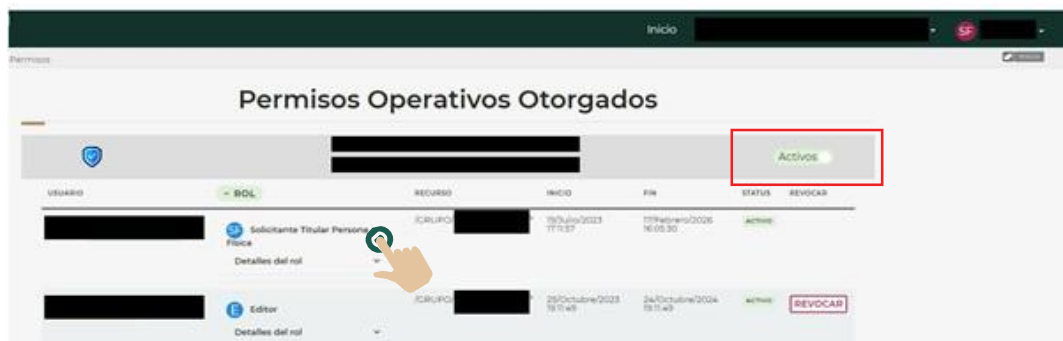 Inicio
SF
Permisos
Permisos Operativos Otorgados
Activos
USUARIO
ROL
RECURSO
INICIO
FIN
STATUS
REVOCAR
SF Solicitante Titular Persona
Física
/GRUPO/
19/Julio/2023
17:11:57
17/Febrero/2026
16:05:30
ACTIVO
Detalles del rol
E Editor
/GRUPO/
25/Octubre/2023
19:11:49
24/Octubre/2024
19:11:49
ACTIVO
REVOCAR
Detalles del rol